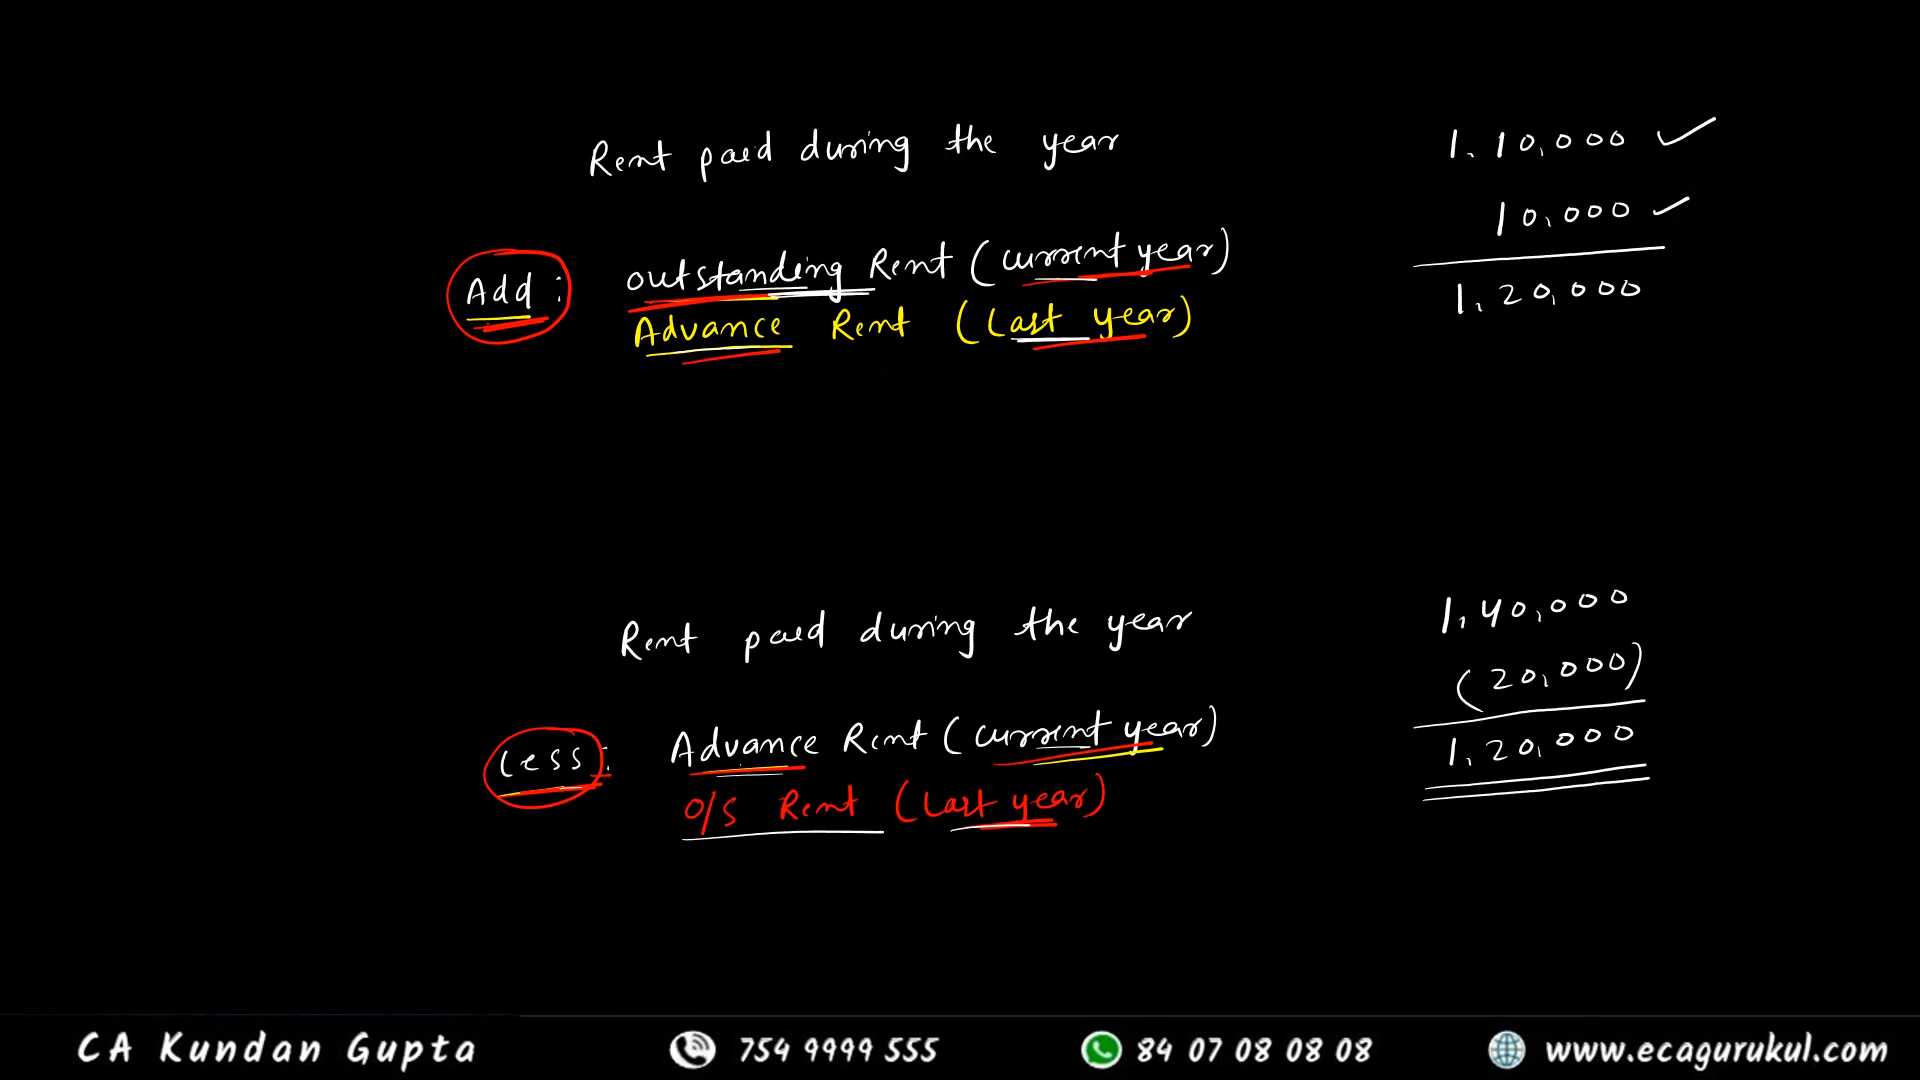 Rent paid during the year 1,10,000
10,000
Add: outstanding Rent (current year)
1,20,000
Advance Rent (Last year)
Rent paid during the year 1,40,000
(20,000)
Less: Advance Rent (current year) 1,20,000
O/S Rent (Last year)
CA Kundan Gupta 754 9999 555 84 07 08 08 08 www.ecagurukul.com